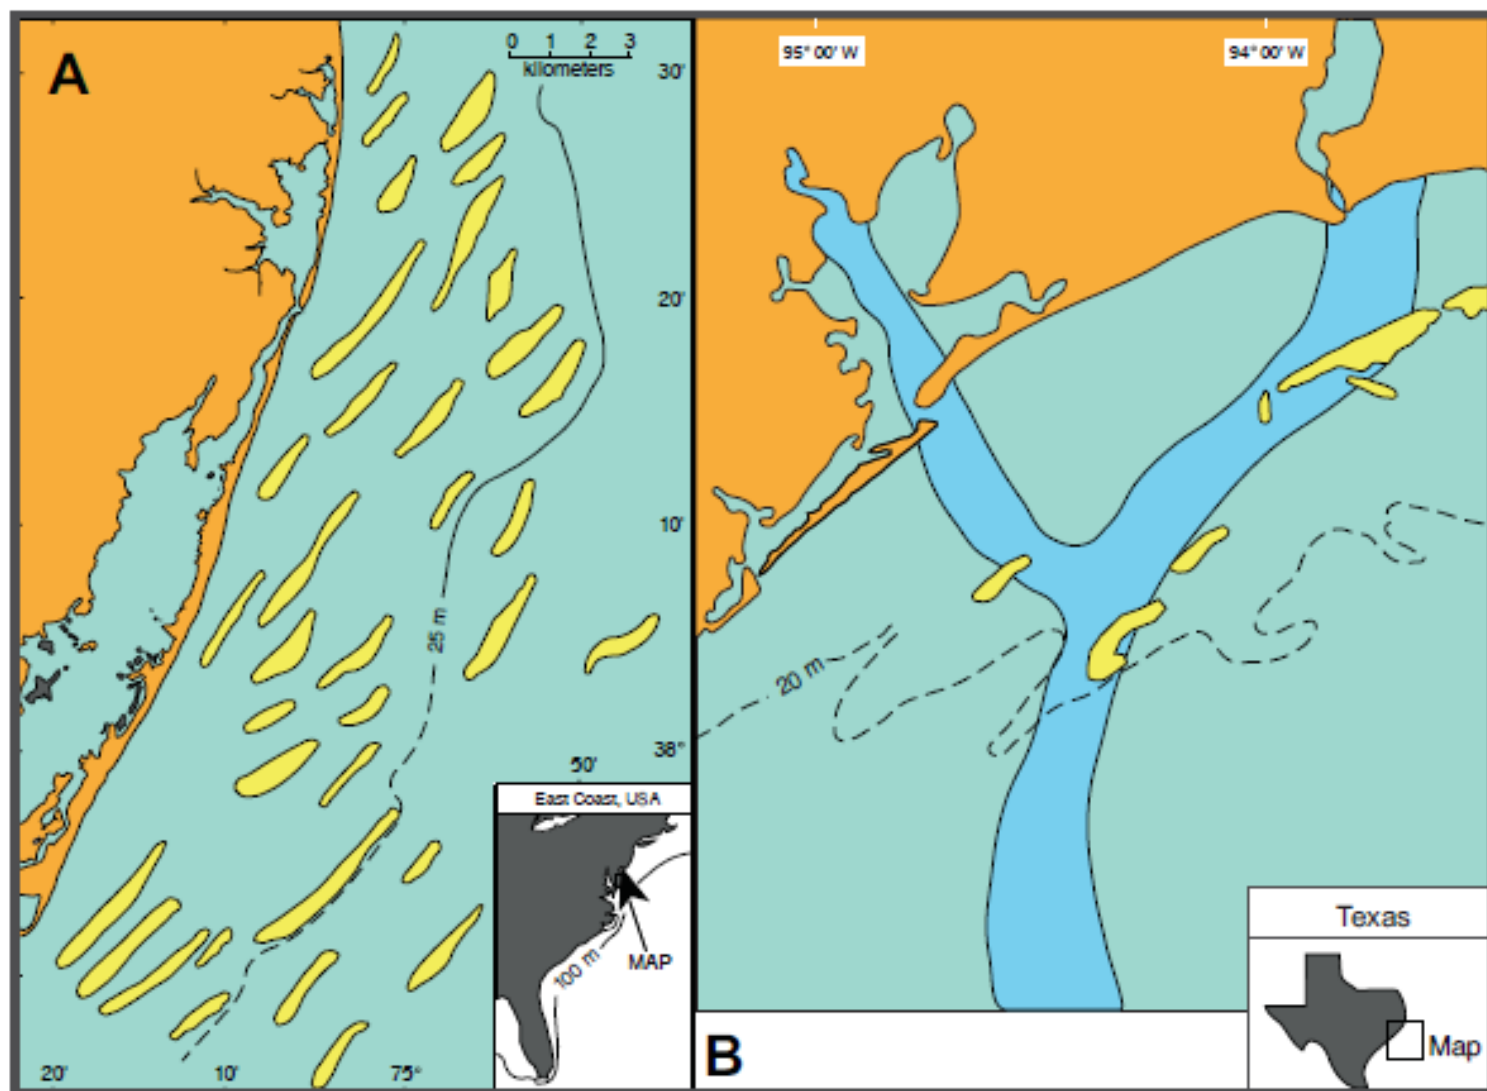 A
0 1 2 3
kilometers
30'
20'
10'
25 m
38°
50'
East Coast, USA
100 m
MAP
20'
10'
75°
95° 00' W
94° 00' W
20 m
B
Texas
Map